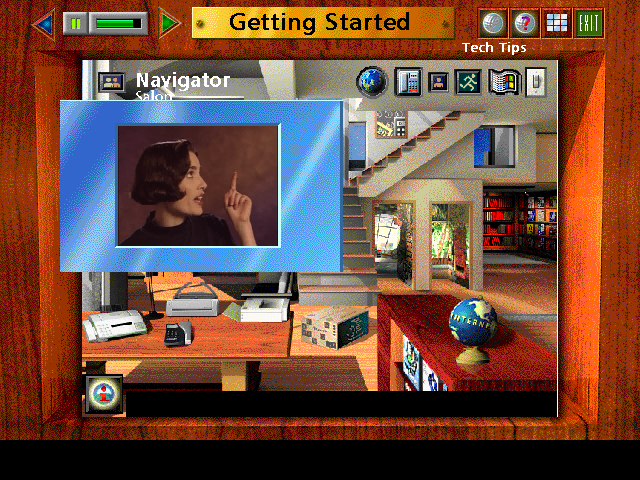 Getting Started
EXIT
Tech Tips
Navigator
Salon
INTERNET